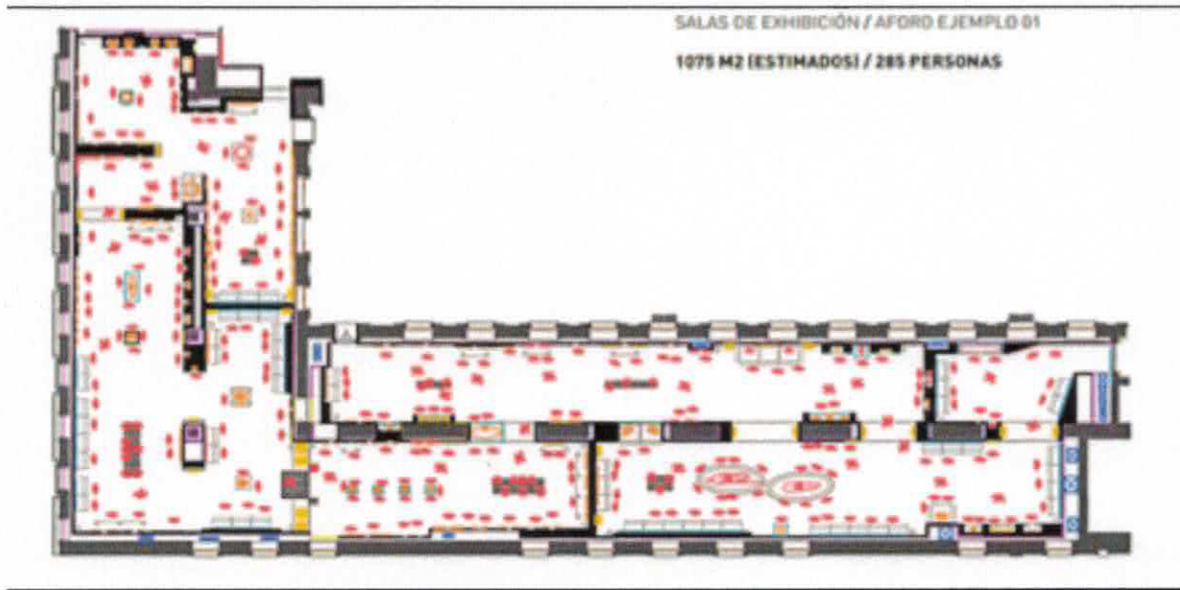 SALAS DE EXHIBICIÓN / AFORO EJEMPLO 01
1075 M2 (ESTIMADOS) / 285 PERSONAS